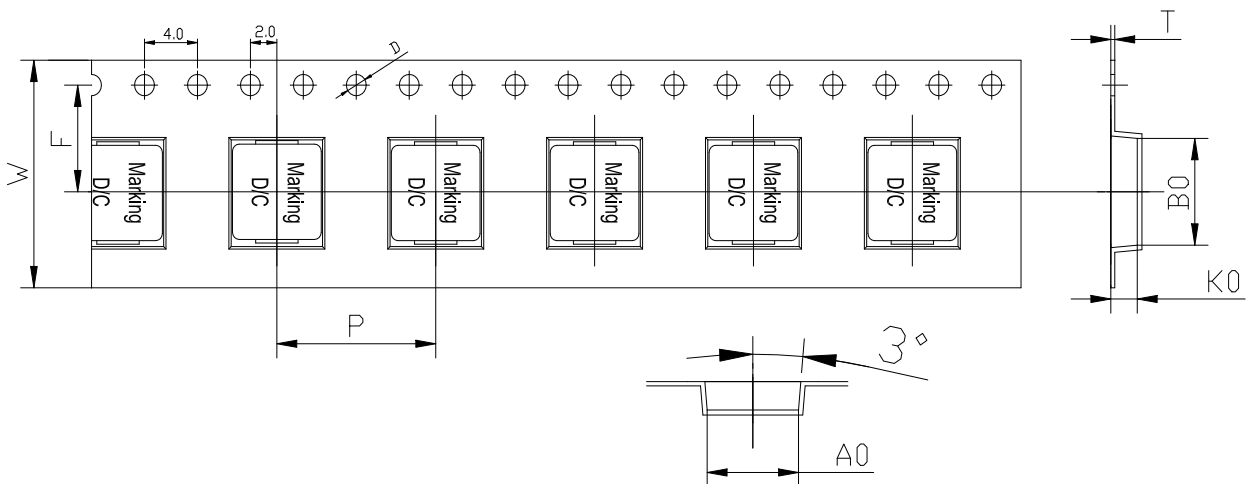 4.0
2.0
D
T
F
W
Marking
D/C
Marking
D/C
Marking
D/C
Marking
D/C
Marking
D/C
Marking
D/C
B0
K0
P
3°
A0